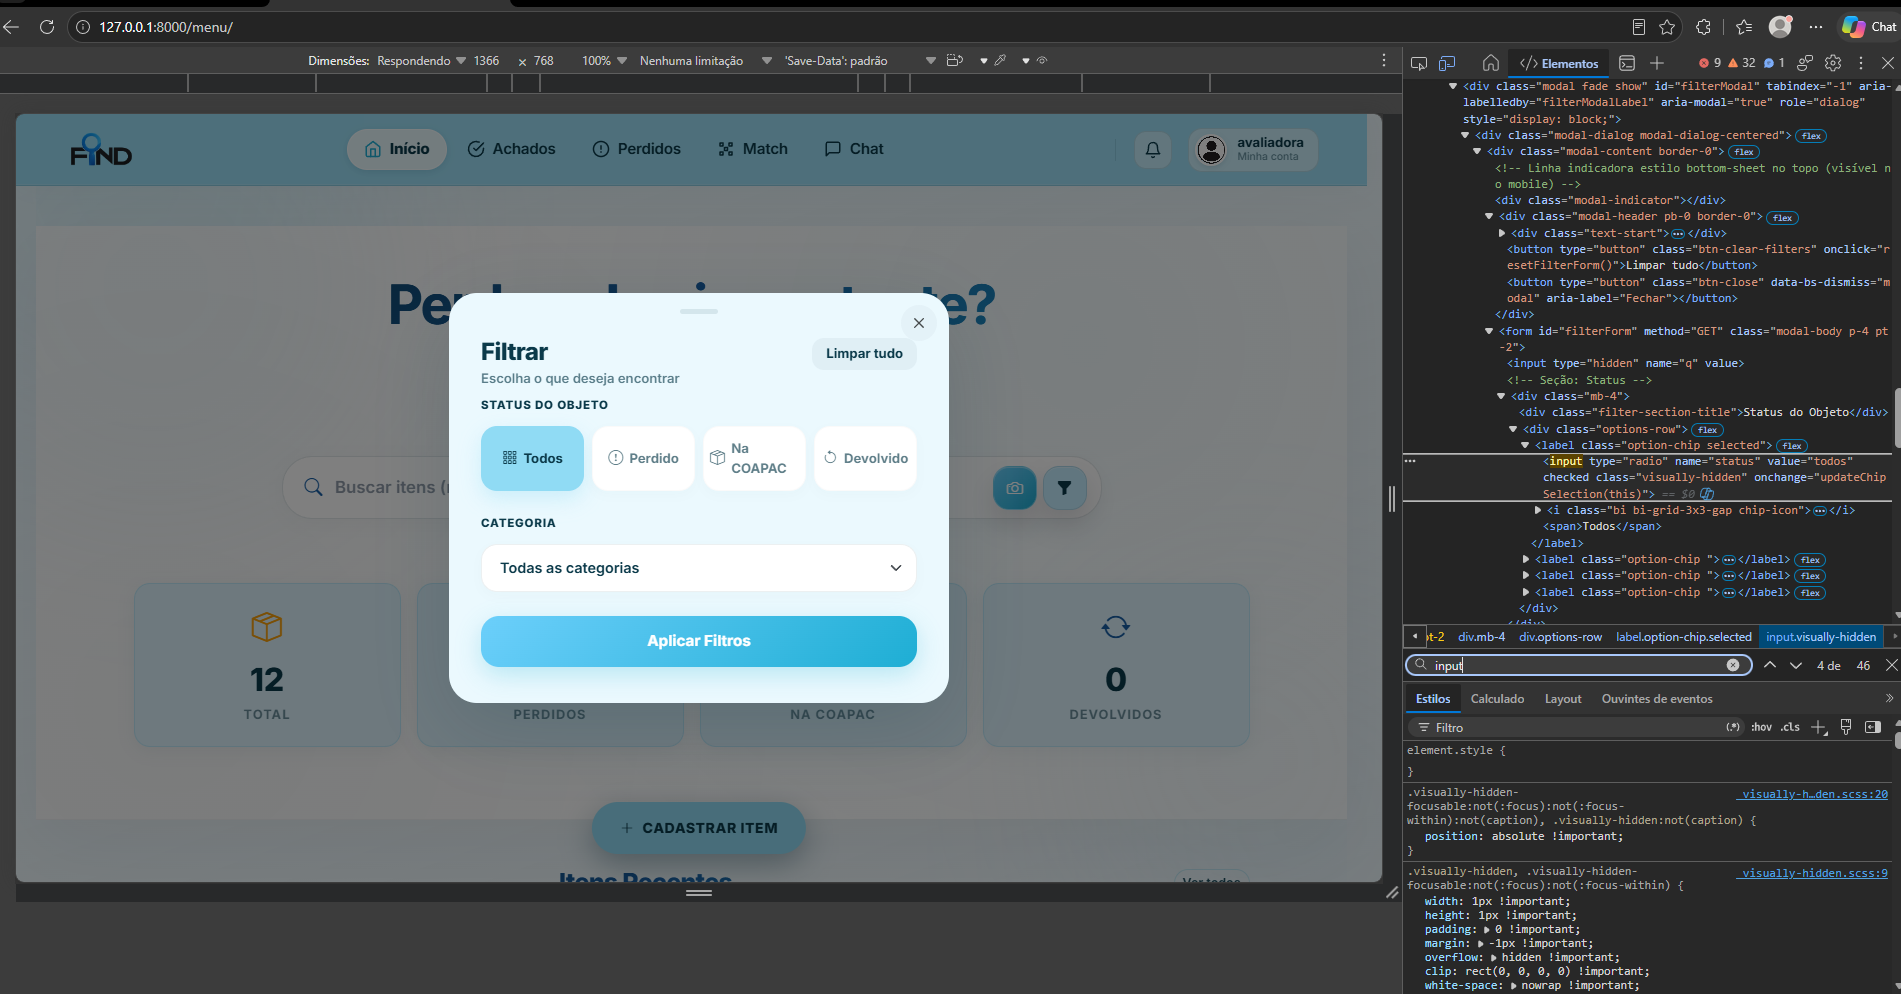 127.0.0.1:8000/menu/
Chat
Dimensões: Respondendo 1366 × 768 100% Nenhuma limitação 'Save-Data': padrão
FIND
Início
Achados
Perdidos
Match
Chat
avaliadora
Minha conta
Filtrar
Escolha o que deseja encontrar
Limpar tudo
STATUS DO OBJETO
Todos
Perdido
Na
COAPAC
Devolvido
Buscar itens
CATEGORIA
Todas as categorias
Aplicar Filtros
12
TOTAL
PERDIDOS
NA COAPAC
0
DEVOLVIDOS
+ CADASTRAR ITEM
Itens Recentes
Ver todos
Elementos
9 32 1
<div class="modal fade show" id="filterModal" tabindex="-1" aria-
labelledby="filterModalLabel" aria-modal="true" role="dialog"
style="display: block;">
<div class="modal-dialog modal-dialog-centered"> flex
<div class="modal-content border-0"> flex
<!-- Linha indicadora estilo bottom-sheet no topo (visível n
o mobile) -->
<div class="modal-indicator"></div>
<div class="modal-header pb-0 border-0"> flex
<div class="text-start">…</div>
<button type="button" class="btn-clear-filters" onclick="r
esetFilterForm()">Limpar tudo</button>
<button type="button" class="btn-close" data-bs-dismiss="m
odal" aria-label="Fechar"></button>
</div>
<form id="filterForm" method="GET" class="modal-body p-4 pt
-2">
<input type="hidden" name="q" value>
<!-- Seção: Status -->
<div class="mb-4">
<div class="filter-section-title">Status do Objeto</div>
<div class="options-row"> flex
<label class="option-chip selected"> flex
<input type="radio" name="status" value="todos"
checked class="visually-hidden" onchange="updateChip
Selection(this)"> == $0
<i class="bi bi-grid-3x3-gap chip-icon">…</i>
<span>Todos</span>
</label>
<label class="option-chip ">…</label> flex
<label class="option-chip ">…</label> flex
<label class="option-chip ">…</label> flex
</div>
</div>
t-2 div.mb-4 div.options-row label.option-chip.selected input.visually-hidden
input 4 de 46
Estilos Calculado Layout Ouvintes de eventos
Filtro :hov .cls
element.style {
}
.visually-hidden- _visually-h…den.scss:20
focusable:not(:focus):not(:focus-
within):not(caption), .visually-hidden:not(caption) {
position: absolute !important;
}
.visually-hidden, .visually-hidden- _visually-hidden.scss:9
focusable:not(:focus):not(:focus-within) {
width: 1px !important;
height: 1px !important;
padding: 0 !important;
margin: -1px !important;
overflow: hidden !important;
clip: rect(0, 0, 0, 0) !important;
white-space: nowrap !important;